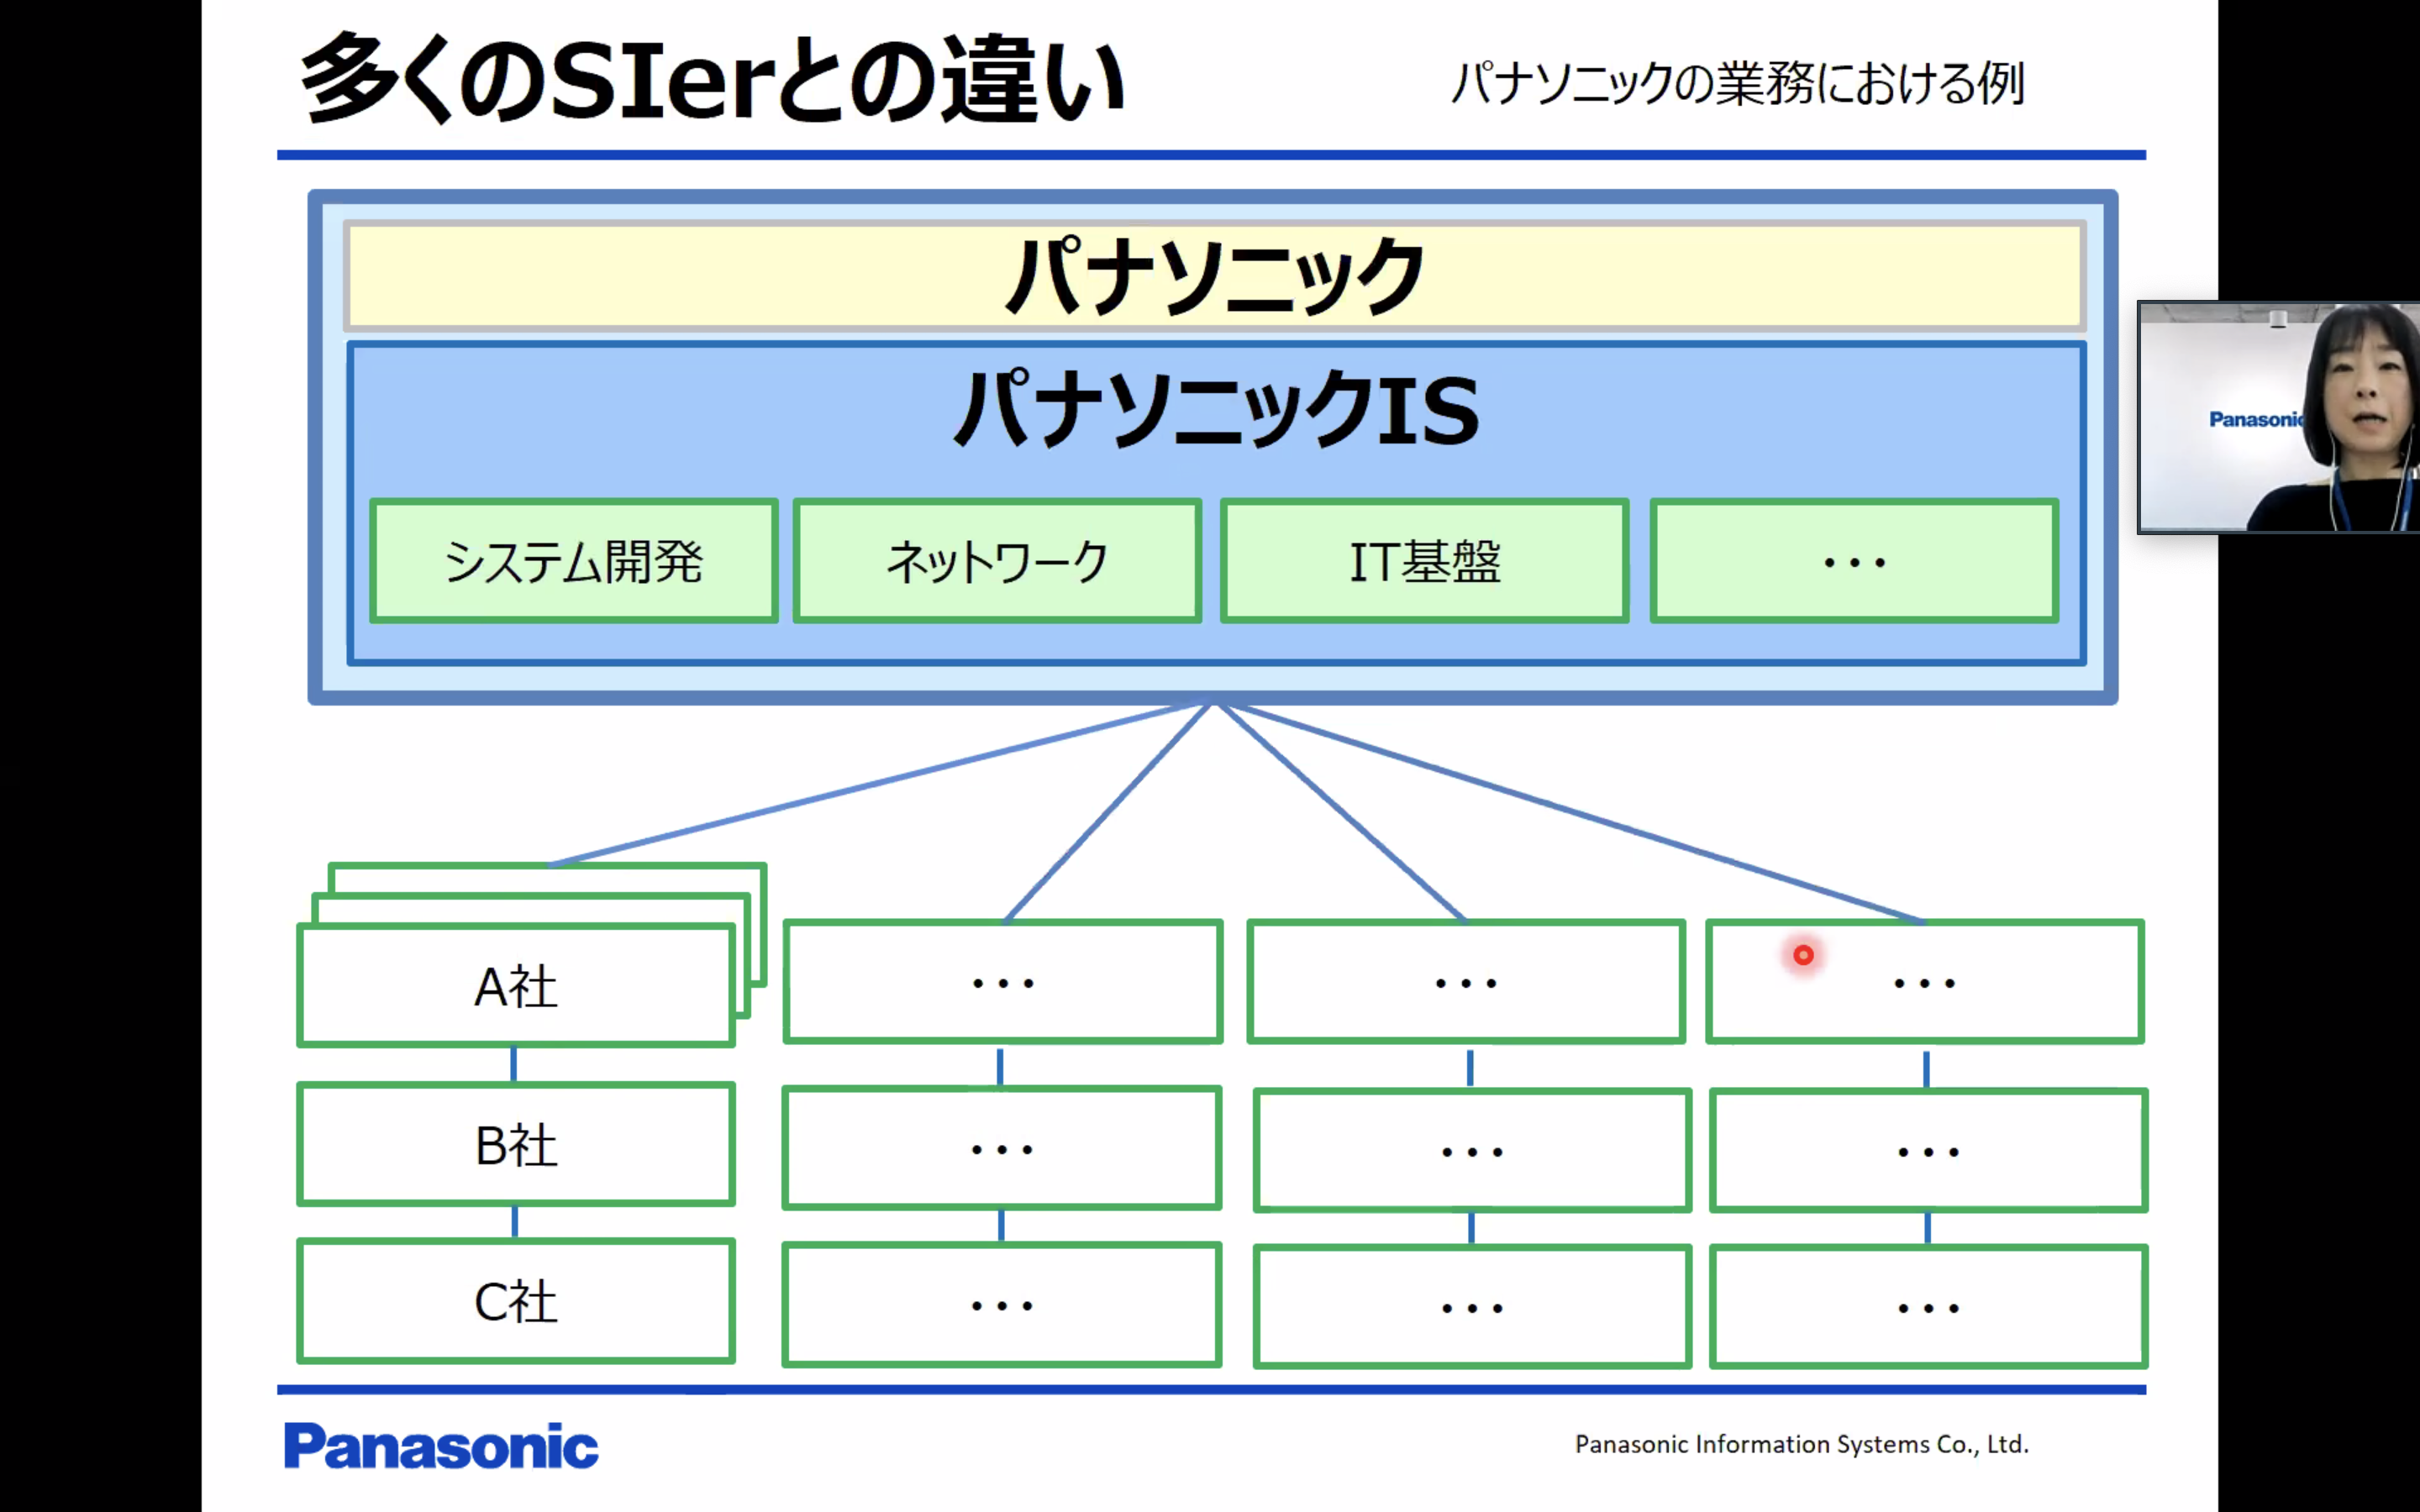 多くのSIerとの違い
パナソニックの業務における例
パナソニック
パナソニックIS
システム開発
ネットワーク
IT基盤
・・・
Panasonic
A社
・・・
・・・
・・・
B社
・・・
・・・
・・・
C社
・・・
・・・
・・・
Panasonic
Panasonic Information Systems Co., Ltd.